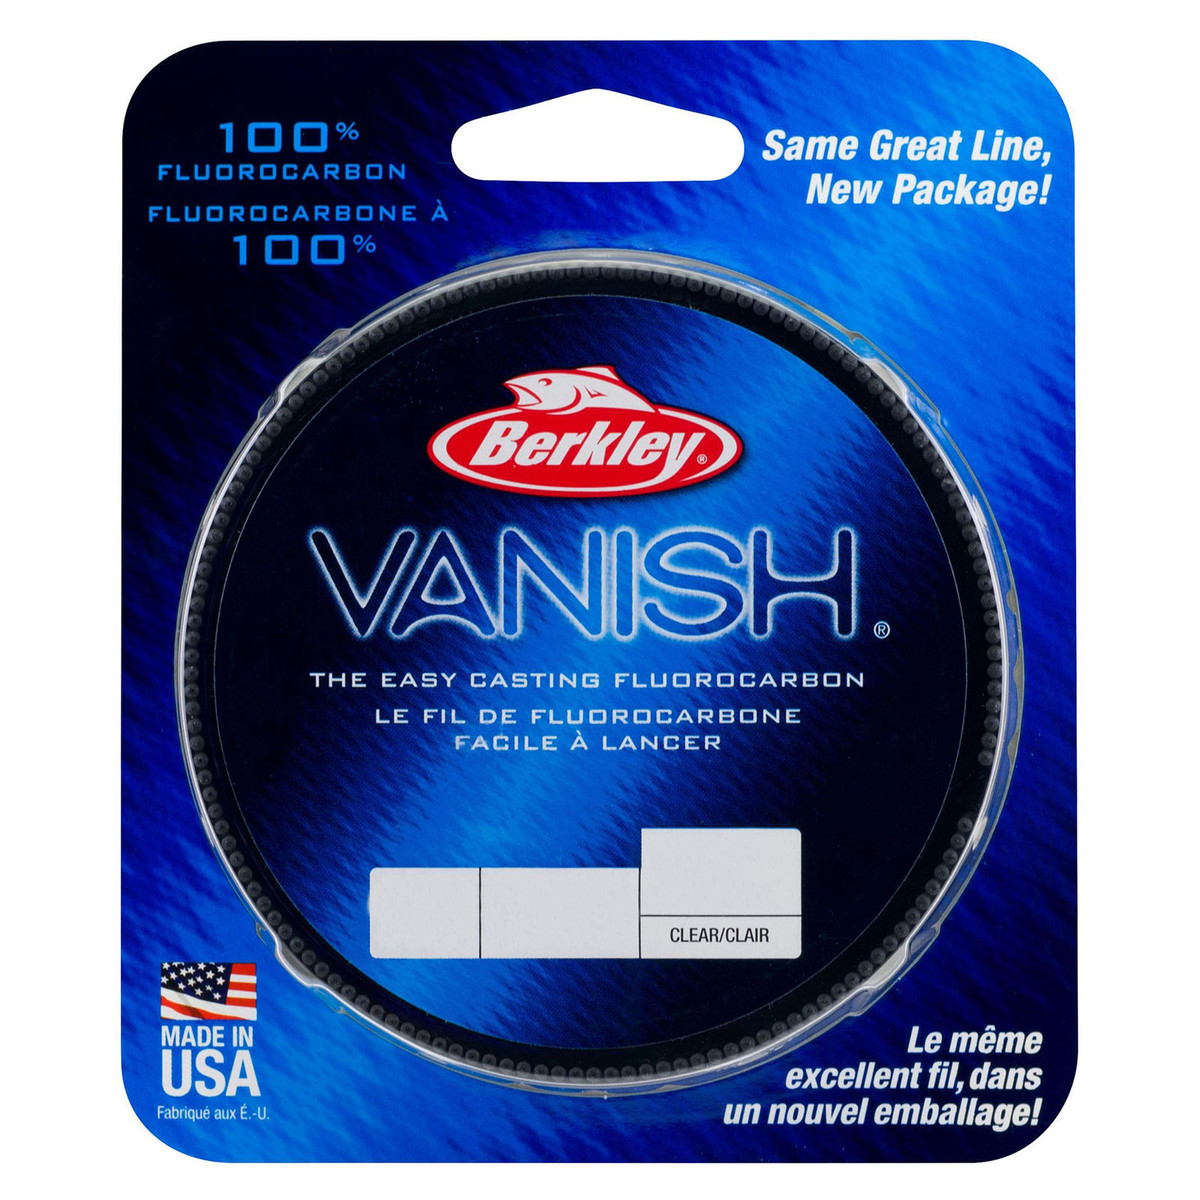 100%
FLUOROCARBON
FLUOROCARBONE À
100%
Same Great Line,
New Package!
Berkley®
VANISH®
THE EASY CASTING FLUOROCARBON
LE FIL DE FLUOROCARBONE
FACILE À LANCER
CLEAR/CLAIR
MADE IN
USA
Fabriqué aux É.-U.
Le même
excellent fil, dans
un nouvel emballage!